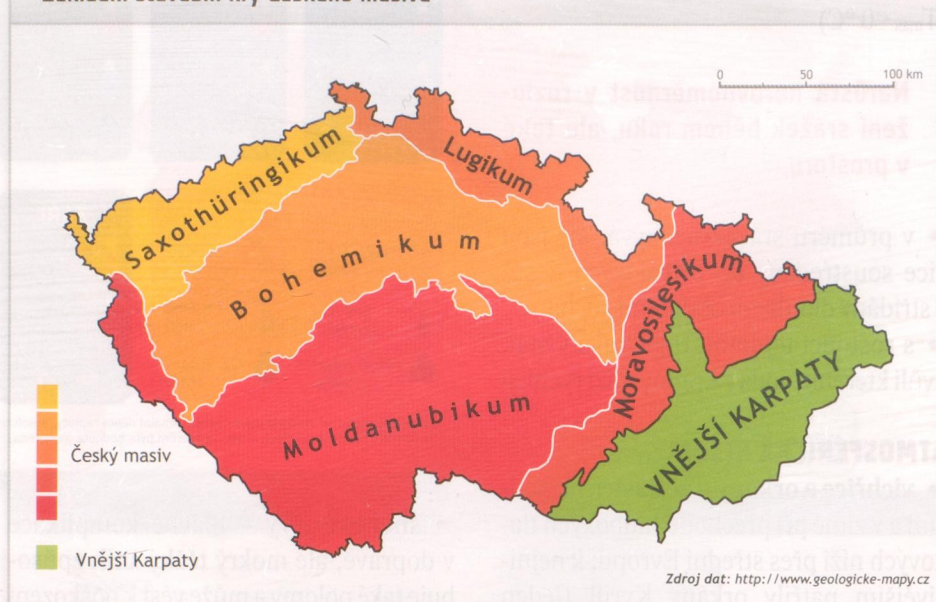 0 50 100 km
Lugikum
Saxothüringikum
Bohemikum
Moravosilesikum
Moldanubikum
VNĚJŠÍ KARPATY
Český masiv
Vnější Karpaty
Zdroj dat: http://www.geologicke-mapy.cz